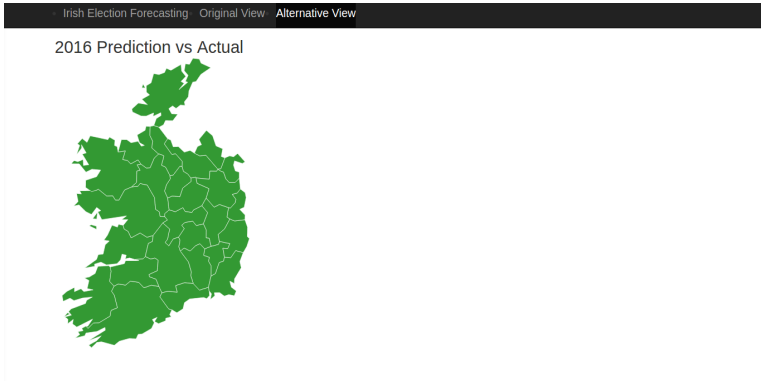 Irish Election Forecasting Original View Alternative View
2016 Prediction vs Actual